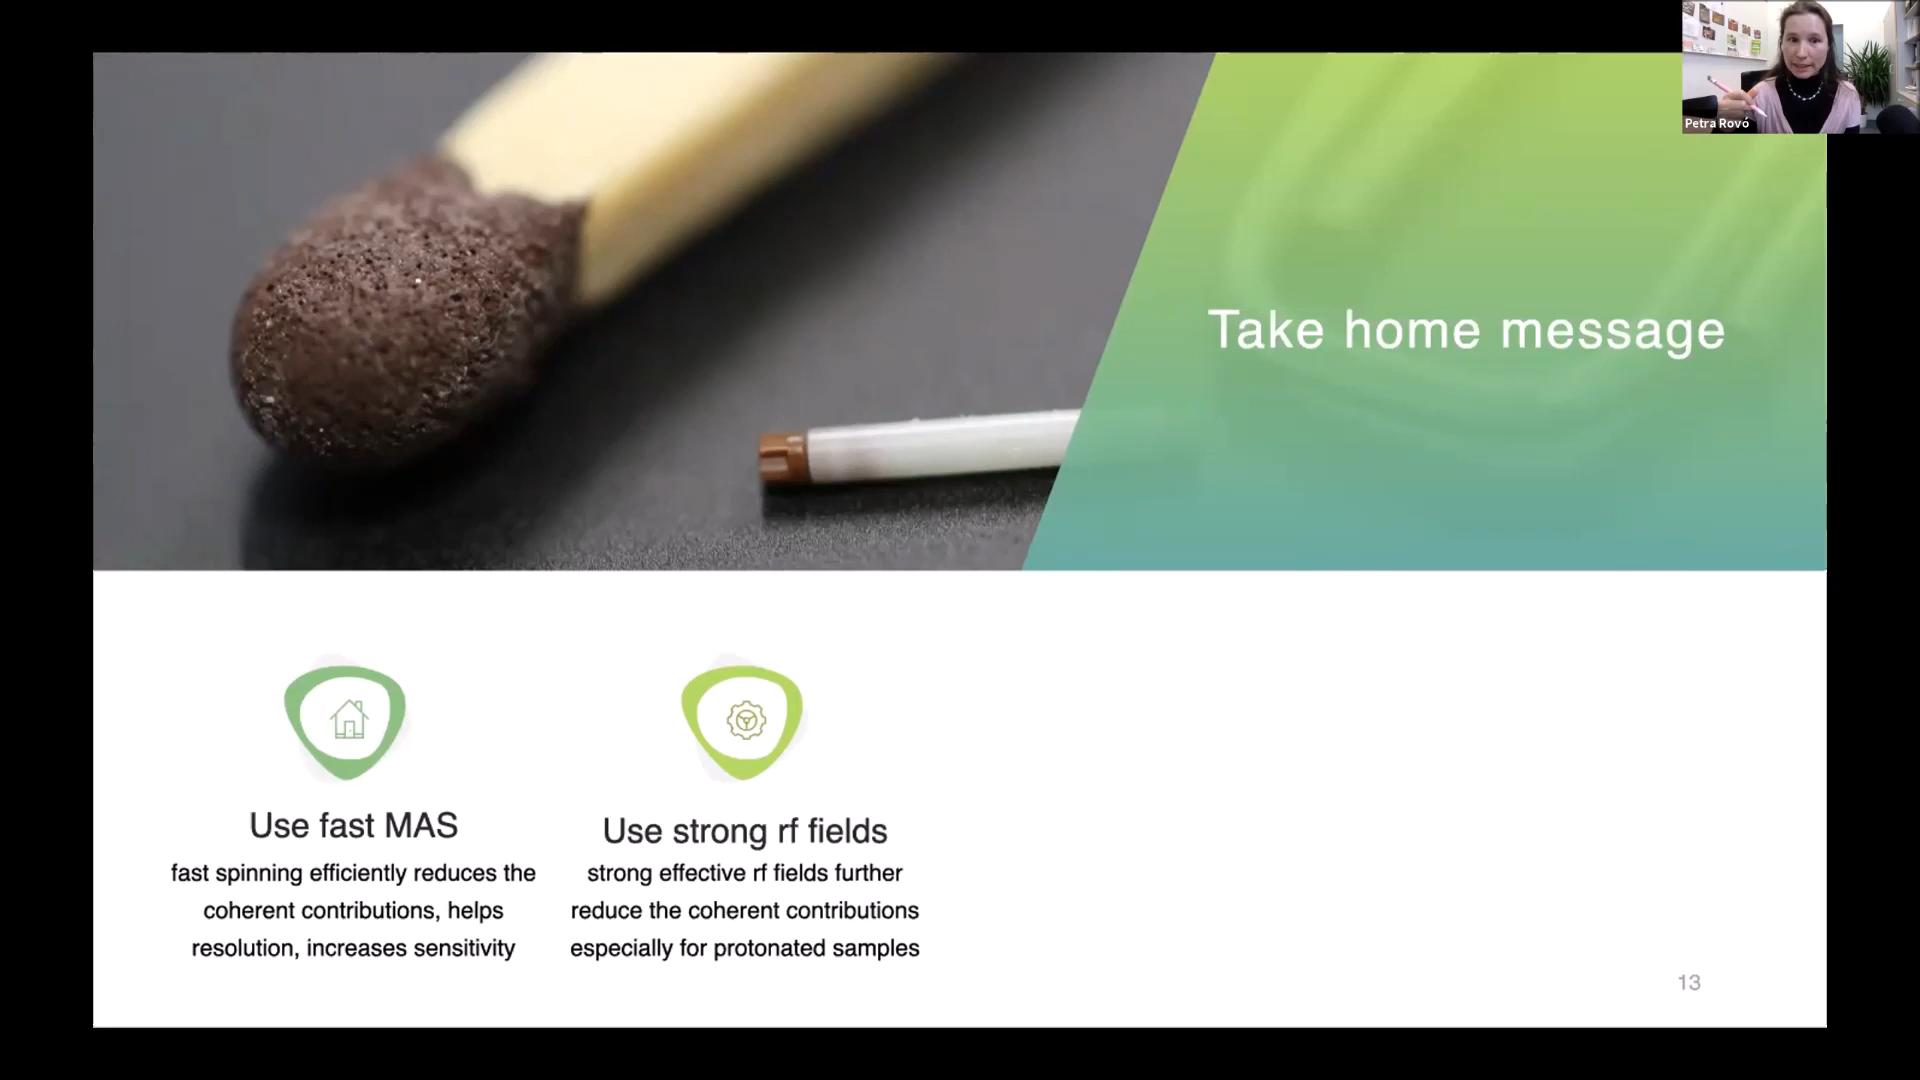 Petra Rovó
Take home message
Use fast MAS
fast spinning efficiently reduces the
coherent contributions, helps
resolution, increases sensitivity
Use strong rf fields
strong effective rf fields further
reduce the coherent contributions
especially for protonated samples
13